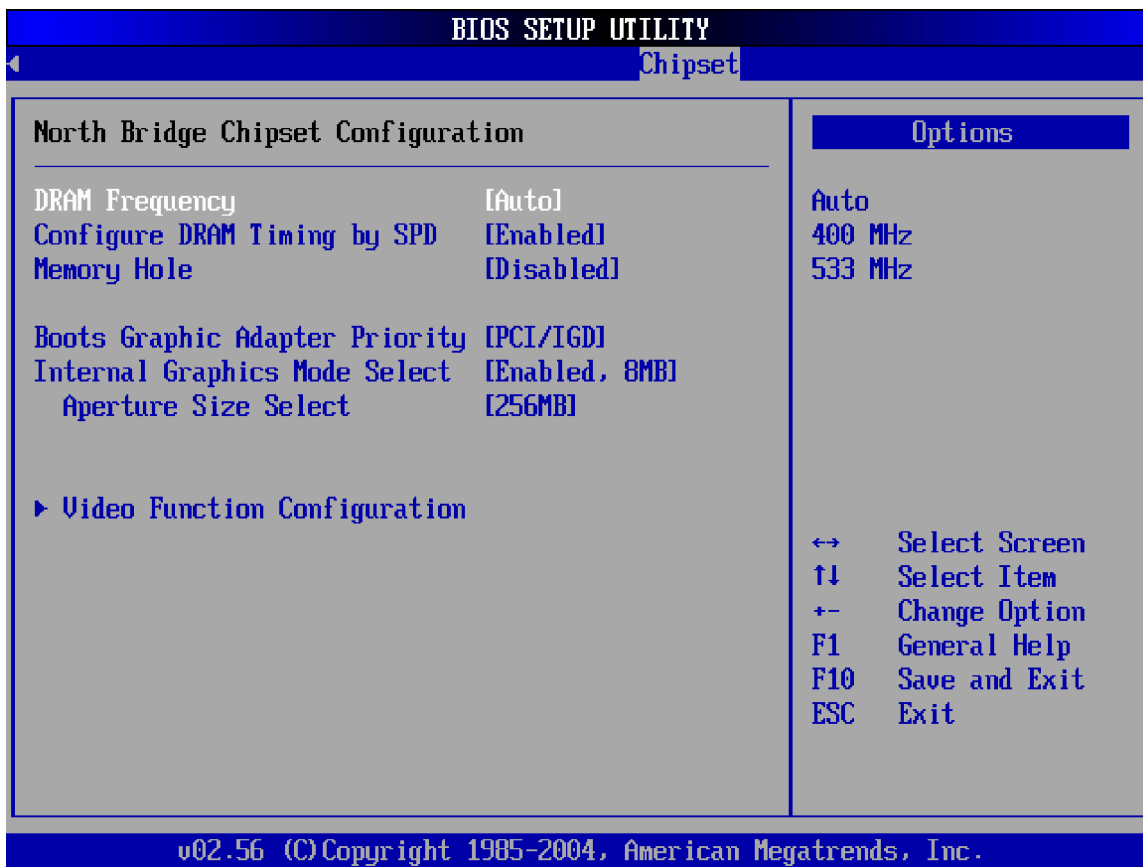 BIOS SETUP UTILITY
Chipset
North Bridge Chipset Configuration
DRAM Frequency [Auto]
Configure DRAM Timing by SPD [Enabled]
Memory Hole [Disabled]
Boots Graphic Adapter Priority [PCI/IGD]
Internal Graphics Mode Select [Enabled, 8MB]
Aperture Size Select [256MB]
▶ Video Function Configuration
Options
Auto
400 MHz
533 MHz
←→ Select Screen
↑↓ Select Item
+- Change Option
F1 General Help
F10 Save and Exit
ESC Exit
v02.56 (C)Copyright 1985-2004, American Megatrends, Inc.